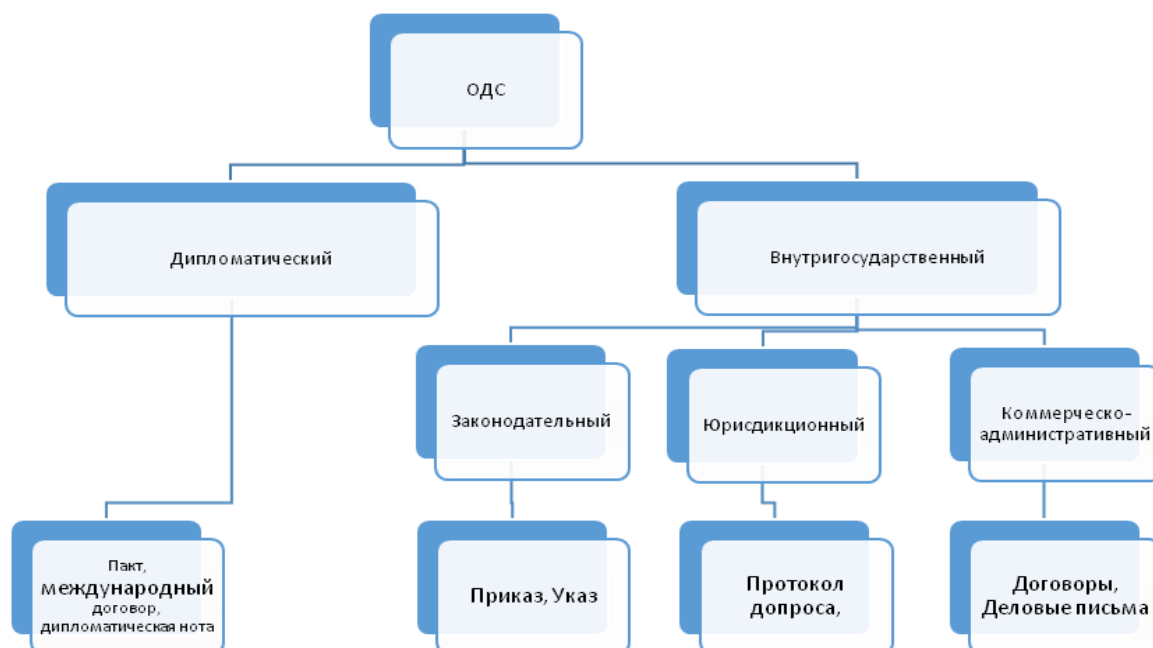 ОДС
Дипломатический
Внутригосударственный
Законодательный
Юрисдикционный
Коммерческо-
административный
Пакт,
международный
договор,
дипломатическая нота
Приказ, Указ
Протокол
допроса,
Договоры,
Деловые письма